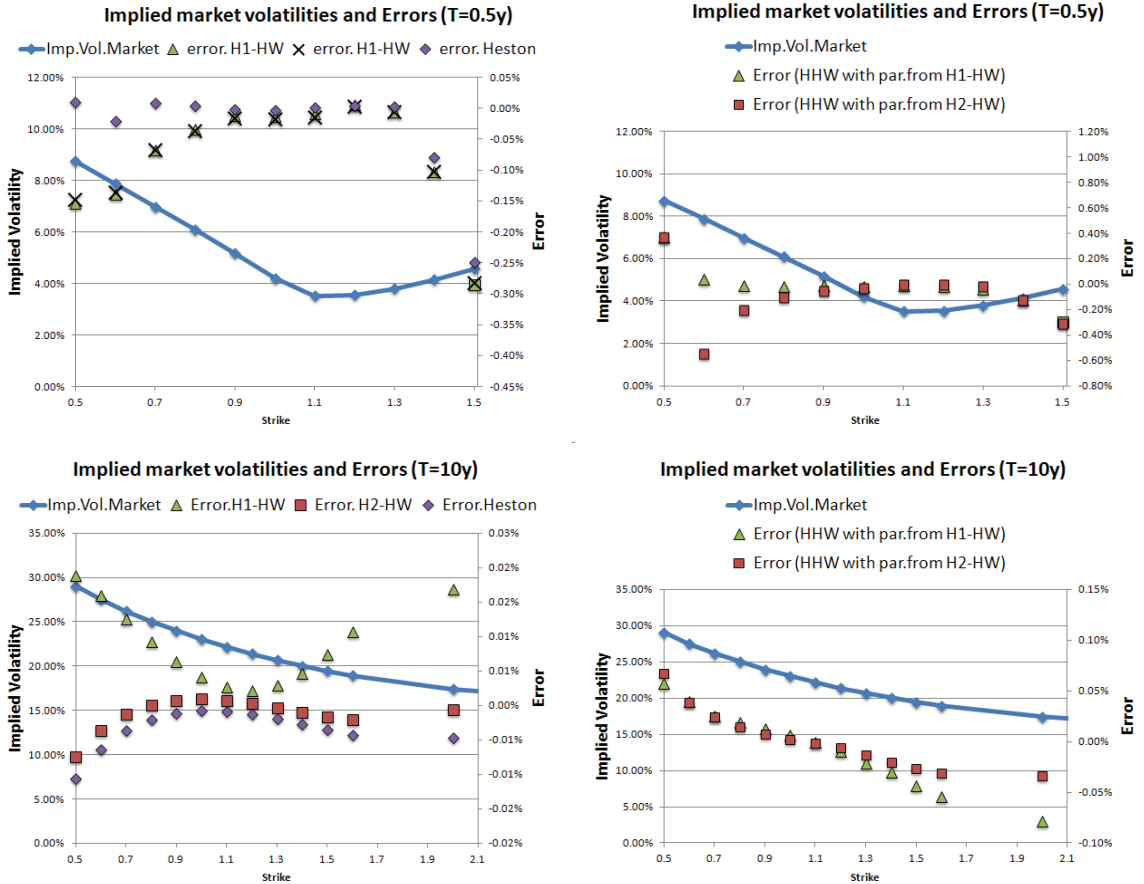 Implied market volatilities and Errors (T=0.5y)
Imp.Vol.Market error. H1-HW error. H1-HW error. Heston
12.00% 0.05%
0.00%
10.00% -0.05%
8.00% -0.10%
-0.15%
6.00% -0.20%
4.00% -0.25%
-0.30%
2.00% -0.35%
-0.40%
0.00% -0.45%
0.5 0.7 0.9 1.1 1.3 1.5
Implied Volatility
Error
Strike
Implied market volatilities and Errors (T=0.5y)
Imp.Vol.Market
Error (HHW with par.from H1-HW)
Error (HHW with par.from H2-HW)
12.00% 1.20%
1.00%
10.00% 0.80%
0.60%
8.00% 0.40%
6.00% 0.20%
0.00%
4.00% -0.20%
2.00% -0.40%
-0.60%
0.00% -0.80%
0.5 0.7 0.9 1.1 1.3 1.5
Implied Volatility
Error
Strike
Implied market volatilities and Errors (T=10y)
Imp.Vol.Market Error.H1-HW Error. H2-HW Error.Heston
35.00% 0.03%
30.00% 0.02%
25.00% 0.02%
0.01%
20.00% 0.01%
15.00% 0.00%
-0.01%
10.00% -0.01%
5.00% -0.02%
0.00% -0.02%
0.5 0.7 0.9 1.1 1.3 1.5 1.7 1.9 2.1
Implied Volatility
Error
Strike
Implied market volatilities and Errors (T=10y)
Imp.Vol.Market
Error (HHW with par.from H1-HW)
Error (HHW with par.from H2-HW)
35.00% 0.15%
30.00% 0.10%
25.00%
20.00% 0.05%
15.00% 0.00%
10.00%
5.00% -0.05%
0.00% -0.10%
0.5 0.7 0.9 1.1 1.3 1.5 1.7 1.9 2.1
Implied Volatility
Error
Strike